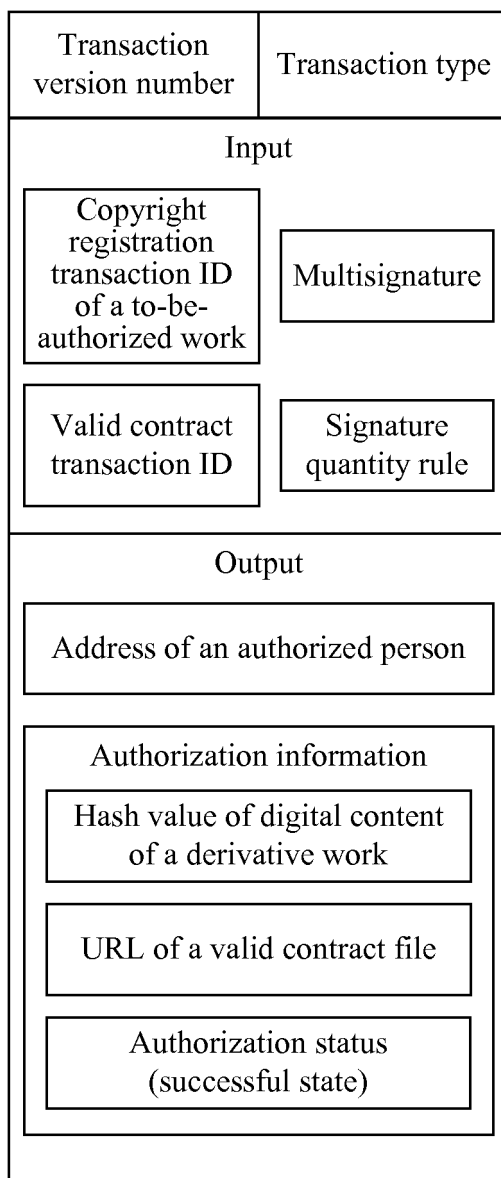 Transaction
version number
Transaction type
Input
Copyright
registration
transaction ID
of a to-be-
authorized work
Multisignature
Valid contract
transaction ID
Signature
quantity rule
Output
Address of an authorized person
Authorization information
Hash value of digital content
of a derivative work
URL of a valid contract file
Authorization status
(successful state)